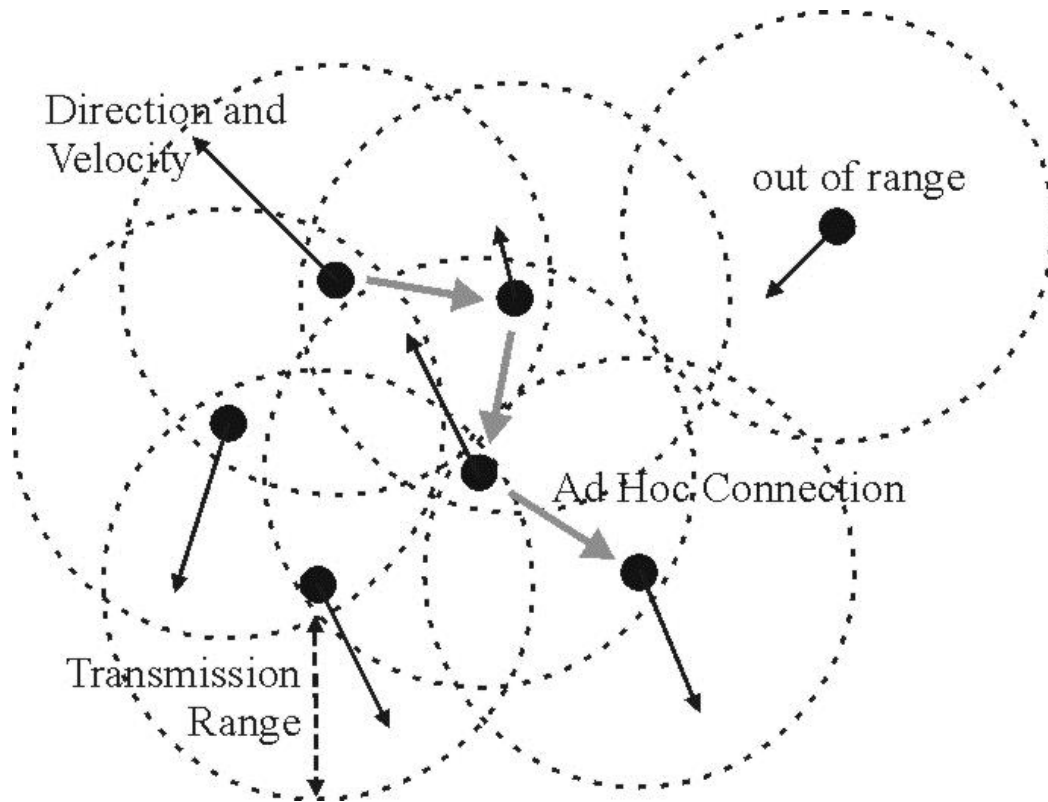 Direction and
Velocity
out of range
Ad Hoc Connection
Transmission
Range